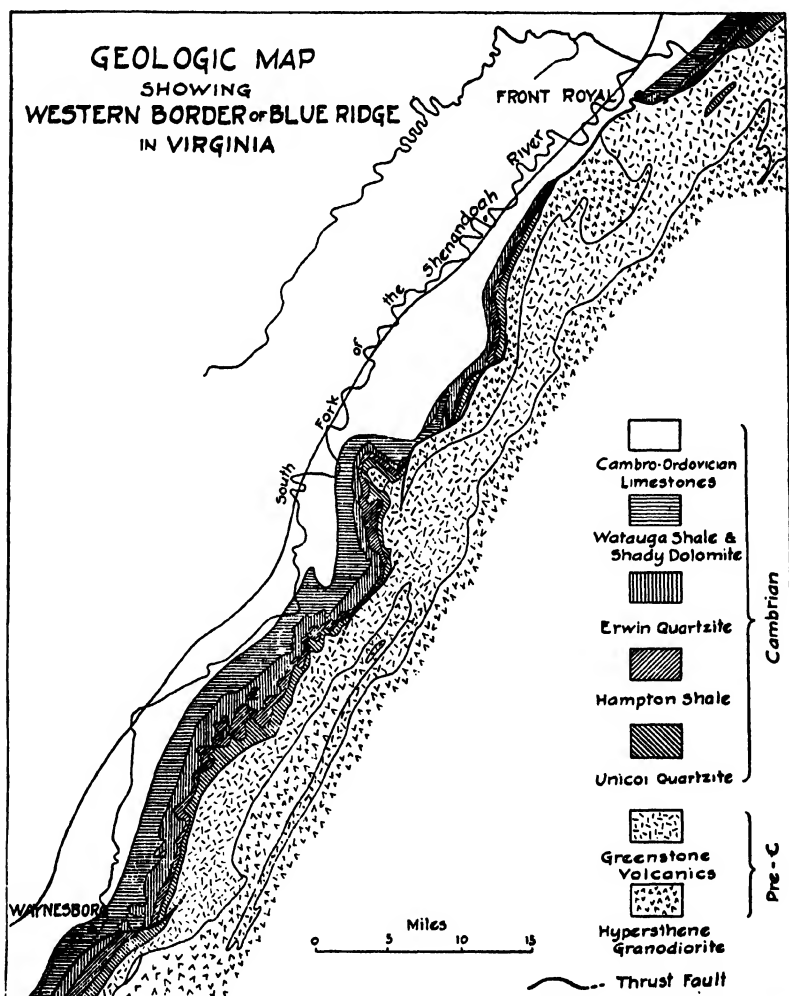 GEOLOGIC MAP
SHOWING
WESTERN BORDER OF BLUE RIDGE
IN VIRGINIA
FRONT ROYAL
South Fork of the Shenandoah River
WAYNESBORO
Cambro-Ordovician
Limestones
Watauga Shale &
Shady Dolomite
Erwin Quartzite
Hampton Shale
Unicoi Quartzite
Cambrian
Greenstone
Volcanics
Hypersthene
Granodiorite
Pre-Є
Miles
0 5 10 15
Thrust Fault